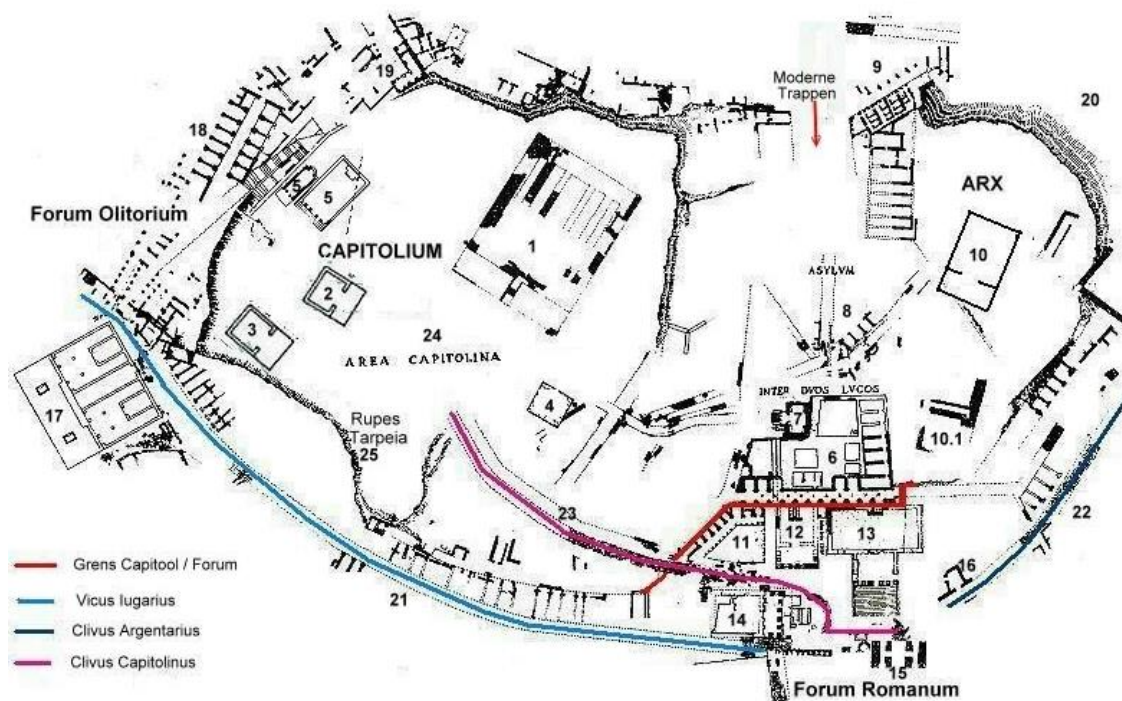 9
Moderne
Trappen
19
20
18
ARX
5
5
Forum Olitorium
CAPITOLIUM
1
10
ASYLVM
2
8
3
24
AREA CAPITOLINA
INTER DVOS LVCOS
4
7
17
Rupes
Tarpeia
25
10.1
6
23
22
11
12
13
16
Grens Capitool / Forum
Vicus Iugarius
21
14
Clivus Argentarius
Clivus Capitolinus
15
Forum Romanum